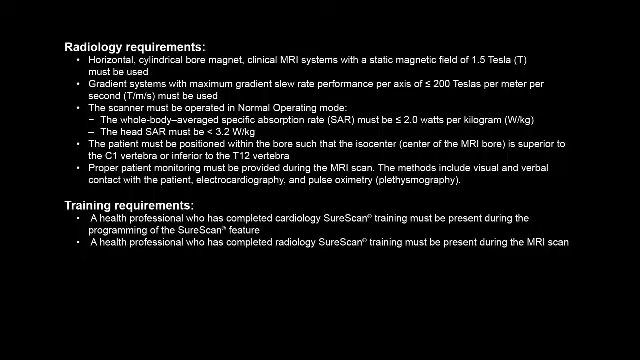 Radiology requirements:
• Horizontal, cylindrical bore magnet, clinical MRI systems with a static magnetic field of 1.5 Tesla (T)
must be used
• Gradient systems with maximum gradient slew rate performance per axis of ≤ 200 Teslas per meter per
second (T/m/s) must be used
• The scanner must be operated in Normal Operating mode:
− The whole-body–averaged specific absorption rate (SAR) must be ≤ 2.0 watts per kilogram (W/kg)
— The head SAR must be < 3.2 W/kg
• The patient must be positioned within the bore such that the isocenter (center of the MRI bore) is superior to
the C1 vertebra or inferior to the T12 vertebra
• Proper patient monitoring must be provided during the MRI scan. The methods include visual and verbal
contact with the patient, electrocardiography, and pulse oximetry (plethysmography).
Training requirements:
• A health professional who has completed cardiology SureScan® training must be present during the
programming of the SureScan® feature
• A health professional who has completed radiology SureScan® training must be present during the MRI scan